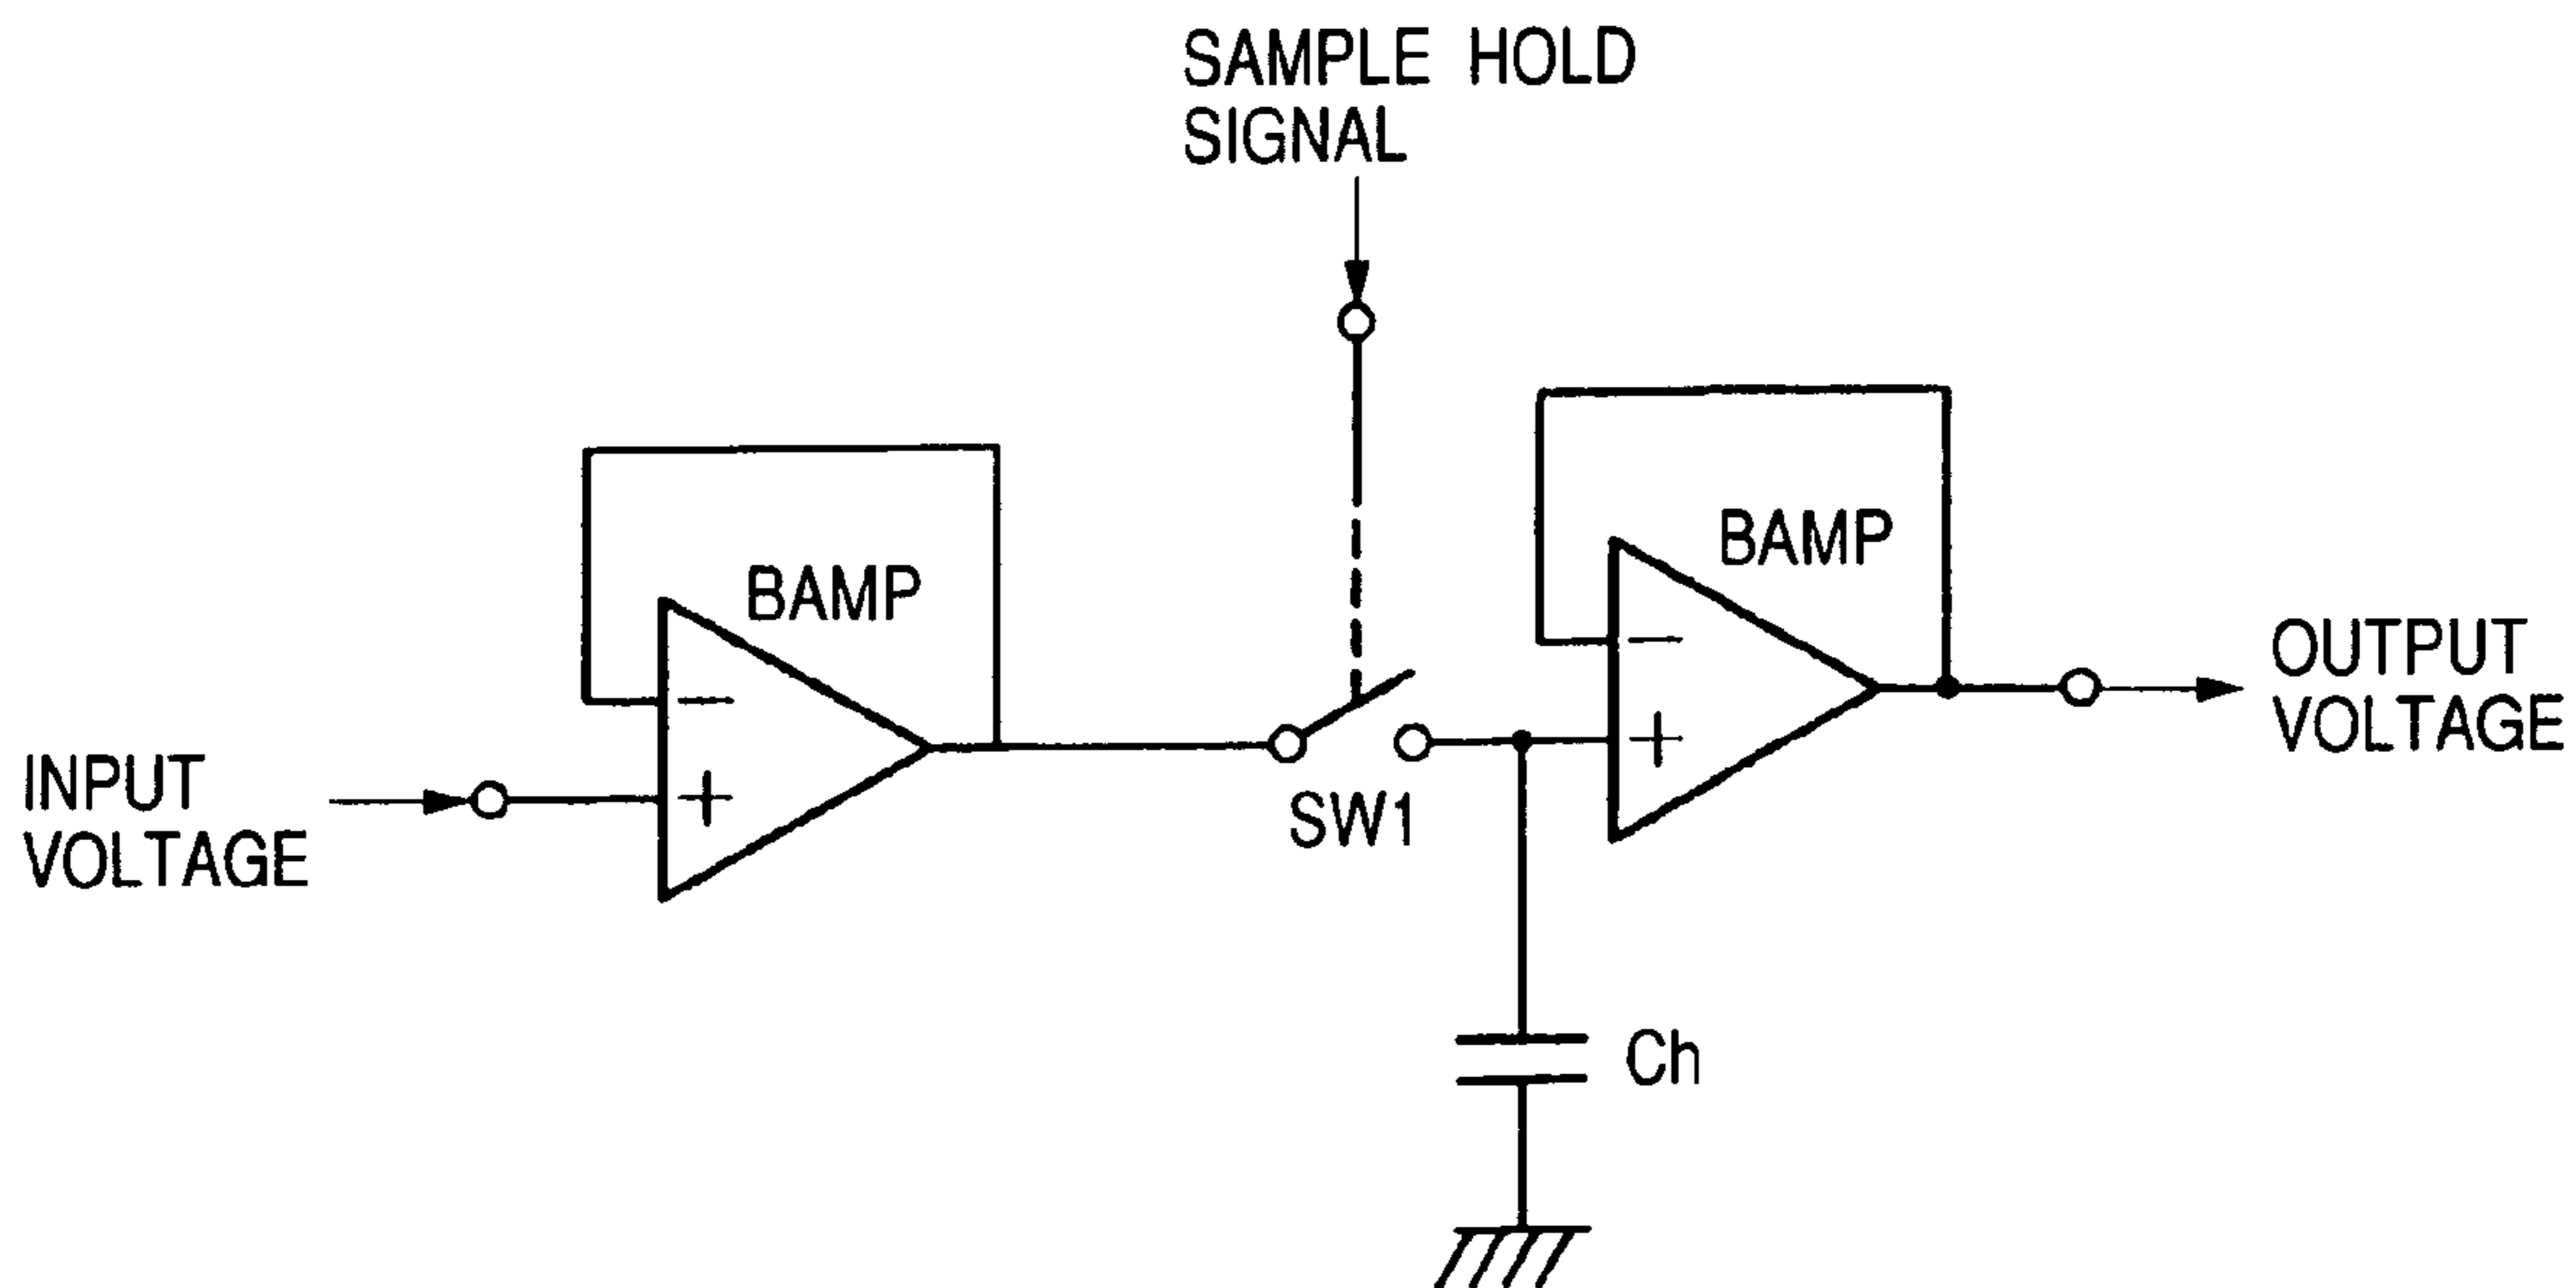 SAMPLE HOLD
SIGNAL
BAMP
BAMP
INPUT
VOLTAGE
SW1
OUTPUT
VOLTAGE
Ch